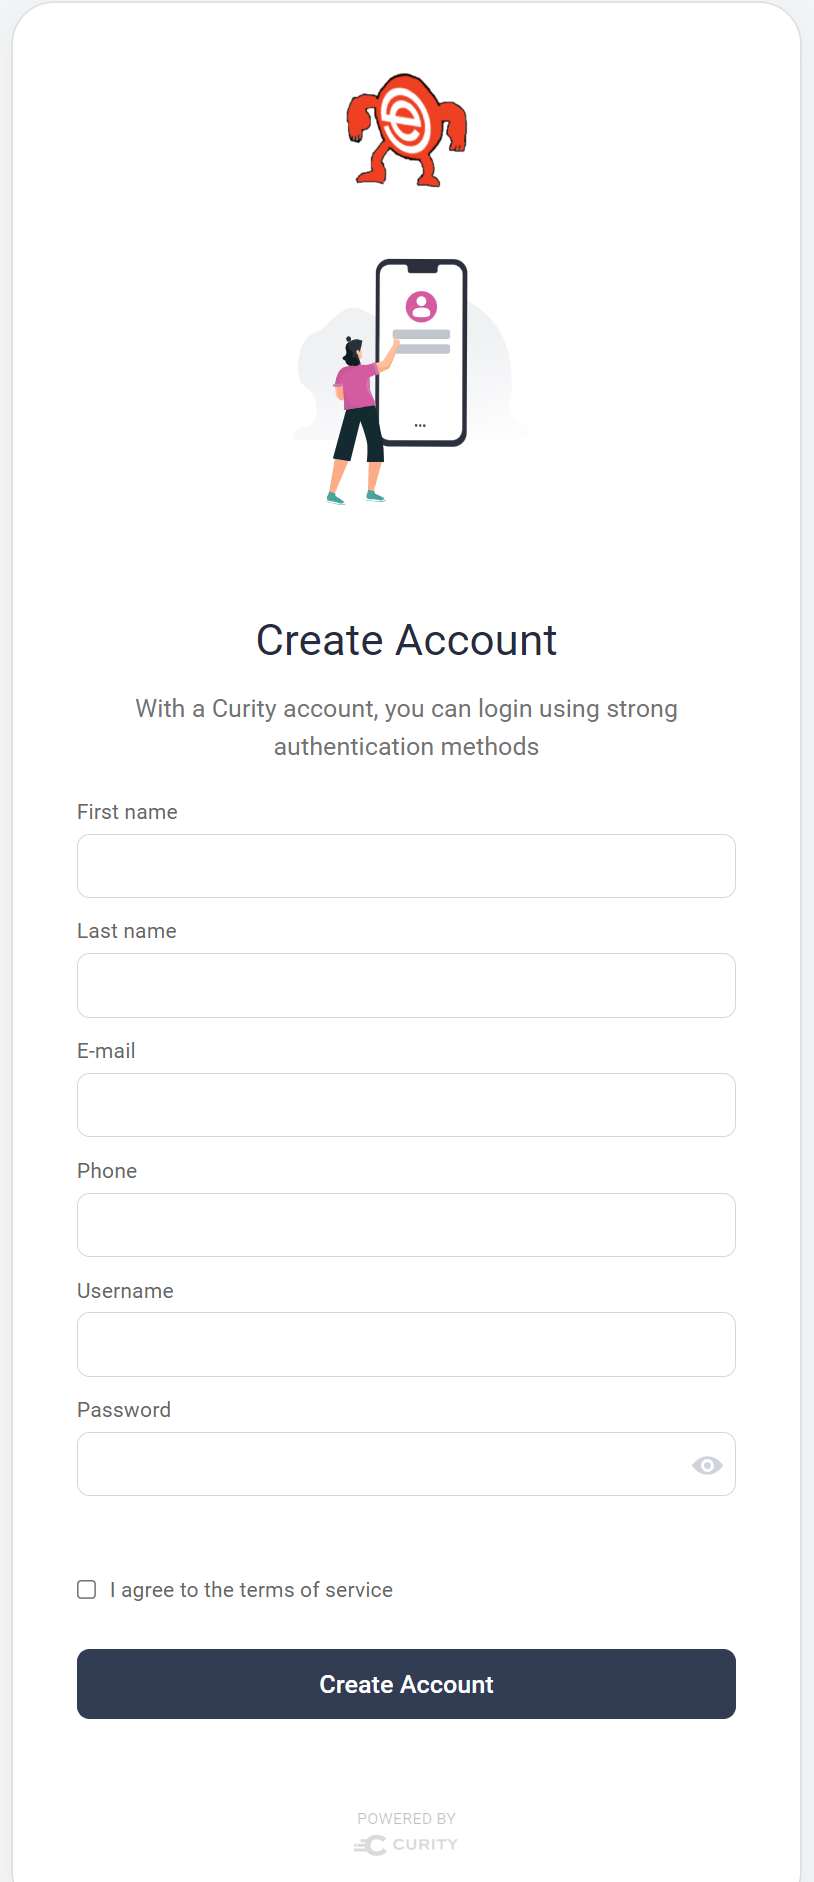 e
Create Account
With a Curity account, you can login using strong
authentication methods
First name
Last name
E-mail
Phone
Username
Password
I agree to the terms of service
Create Account
POWERED BY
CURITY